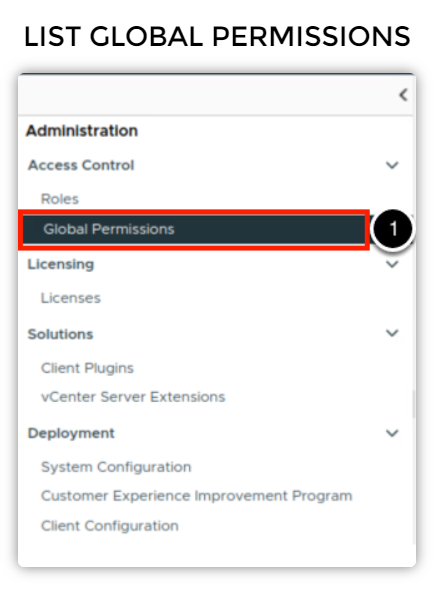 LIST GLOBAL PERMISSIONS
Administration
Access Control
Roles
Global Permissions
1
Licensing
Licenses
Solutions
Client Plugins
vCenter Server Extensions
Deployment
System Configuration
Customer Experience Improvement Program
Client Configuration